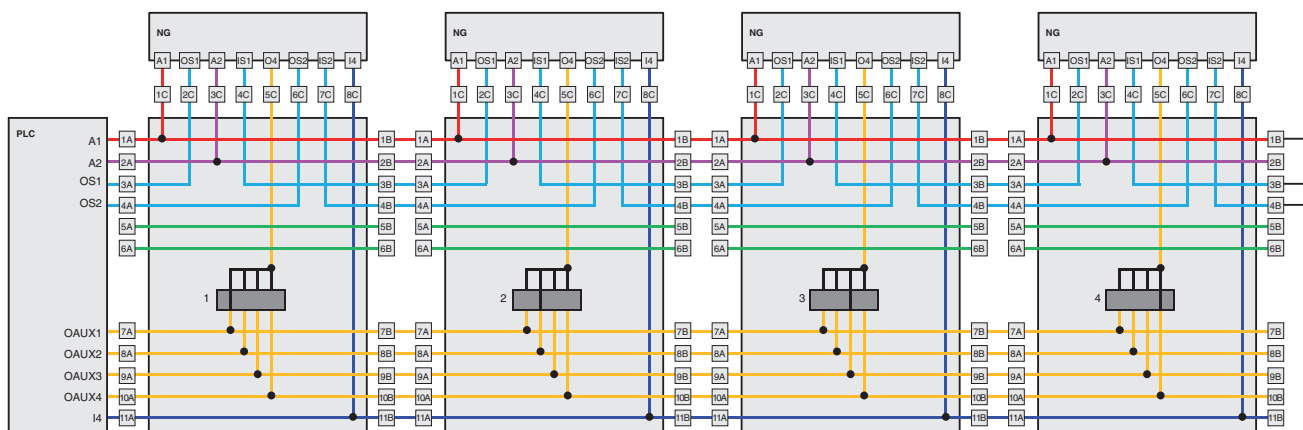 NG NG NG NG
A1 OS1 A2 IS1 O4 OS2 IS2 I4 A1 OS1 A2 IS1 O4 OS2 IS2 I4 A1 OS1 A2 IS1 O4 OS2 IS2 I4 A1 OS1 A2 IS1 O4 OS2 IS2 I4
1C 2C 3C 4C 5C 6C 7C 8C 1C 2C 3C 4C 5C 6C 7C 8C 1C 2C 3C 4C 5C 6C 7C 8C 1C 2C 3C 4C 5C 6C 7C 8C
PLC
A1 1A 1B 1A 1B 1A 1B 1A 1B
A2 2A 2B 2A 2B 2A 2B 2A 2B
OS1 3A 3B 3A 3B 3A 3B 3A 3B
OS2 4A 4B 4A 4B 4A 4B 4A 4B
5A 5B 5A 5B 5A 5B 5A 5B
6A 6B 6A 6B 6A 6B 6A 6B
1 2 3 4
OAUX1 7A 7B 7A 7B 7A 7B 7A 7B
OAUX2 8A 8B 8A 8B 8A 8B 8A 8B
OAUX3 9A 9B 9A 9B 9A 9B 9A 9B
OAUX4 10A 10B 10A 10B 10A 10B 10A 10B
I4 11A 11B 11A 11B 11A 11B 11A 11B